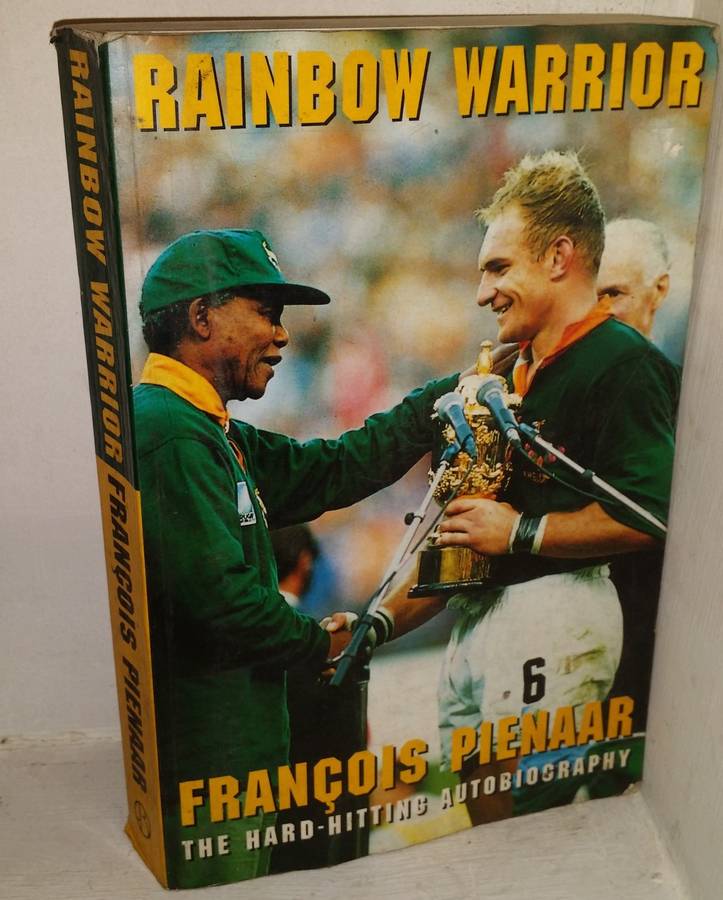 RAINBOW WARRIOR
6
FRANÇOIS PIENAAR
THE HARD-HITTING AUTOBIOGRAPHY
RAINBOW WARRIOR FRANÇOIS PIENAAR